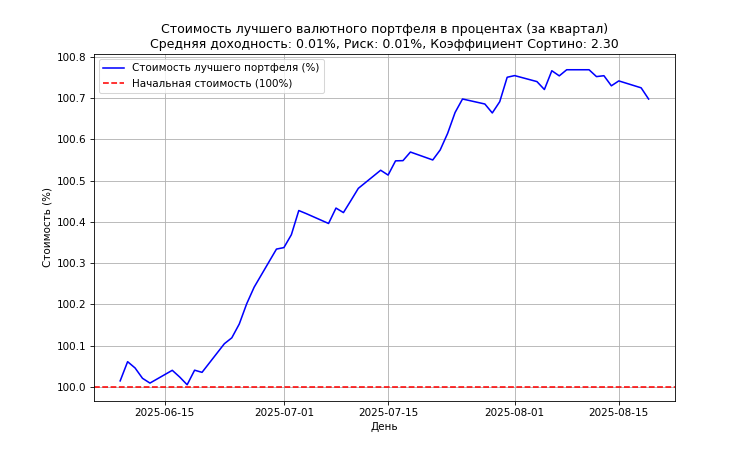 Стоимость лучшего валютного портфеля в процентах (за квартал)
Средняя доходность: 0.01%, Риск: 0.01%, Коэффициент Сортино: 2.30
Стоимость лучшего портфеля (%)
Начальная стоимость (100%)
Стоимость (%)
100.8
100.7
100.6
100.5
100.4
100.3
100.2
100.1
100.0
2025-06-15
2025-07-01
2025-07-15
2025-08-01
2025-08-15
День